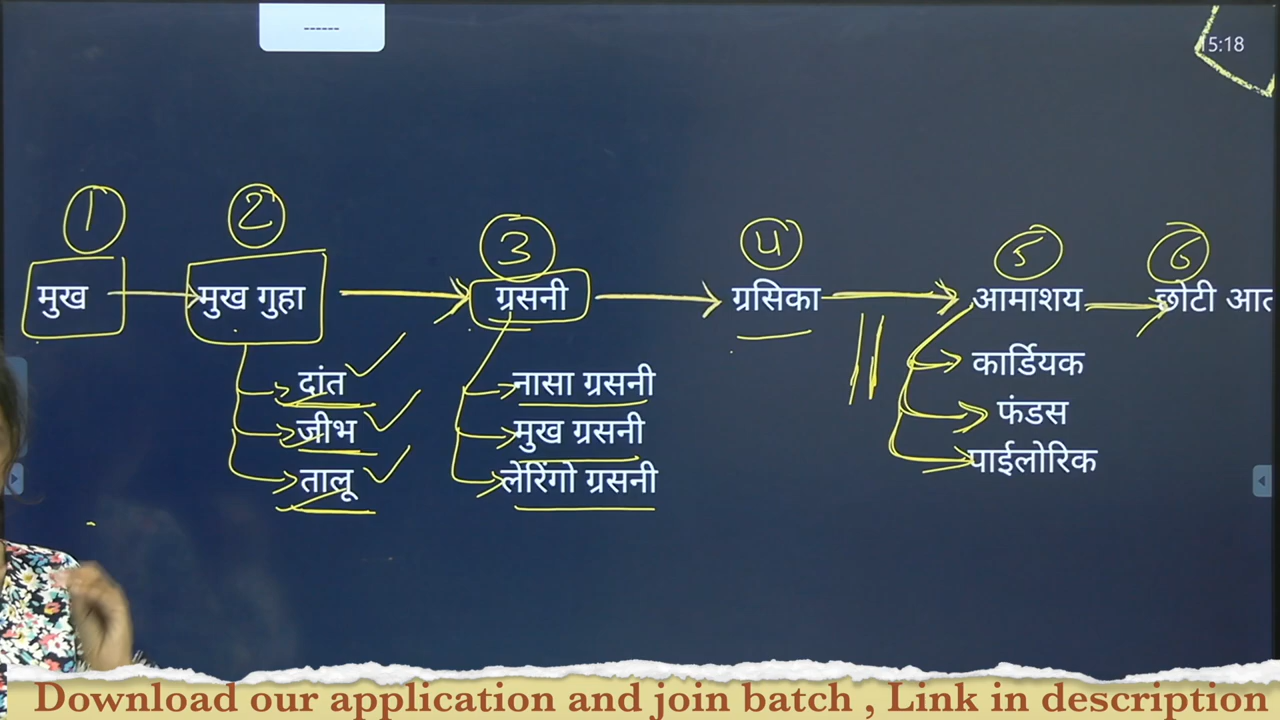 ------
15:18
1 2 3 4 5 6
मुख मुख गुहा ग्रसनी ग्रसिका आमाशय छोटी आत
दांत नासा ग्रसनी कार्डियक
जीभ मुख ग्रसनी फंडस
तालू लेरिंगो ग्रसनी पाईलोरिक
Download our application and join batch , Link in description